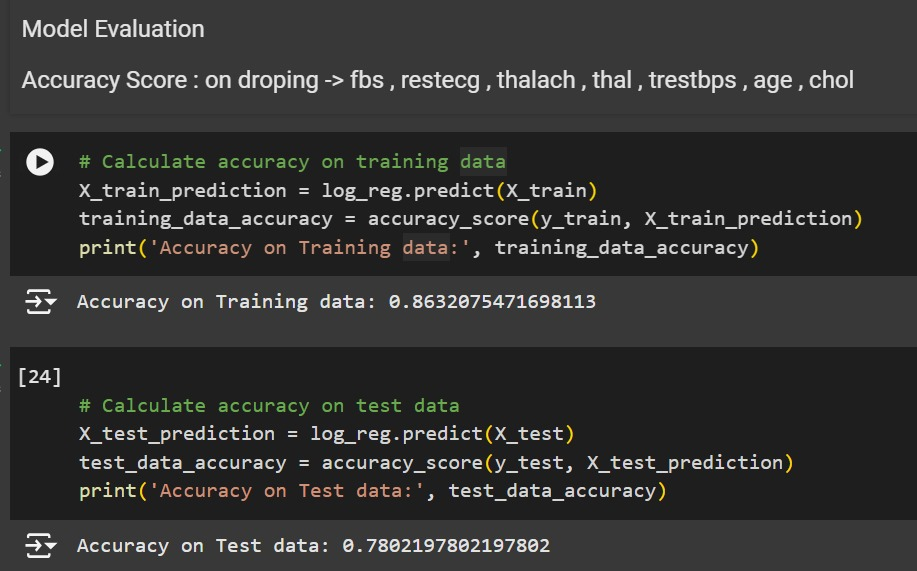 Model Evaluation
Accuracy Score : on droping -> fbs , restecg , thalach , thal , trestbps , age , chol
# Calculate accuracy on training data
X_train_prediction = log_reg.predict(X_train)
training_data_accuracy = accuracy_score(y_train, X_train_prediction)
print('Accuracy on Training data:', training_data_accuracy)
Accuracy on Training data: 0.8632075471698113
[24]
# Calculate accuracy on test data
X_test_prediction = log_reg.predict(X_test)
test_data_accuracy = accuracy_score(y_test, X_test_prediction)
print('Accuracy on Test data:', test_data_accuracy)
Accuracy on Test data: 0.7802197802197802